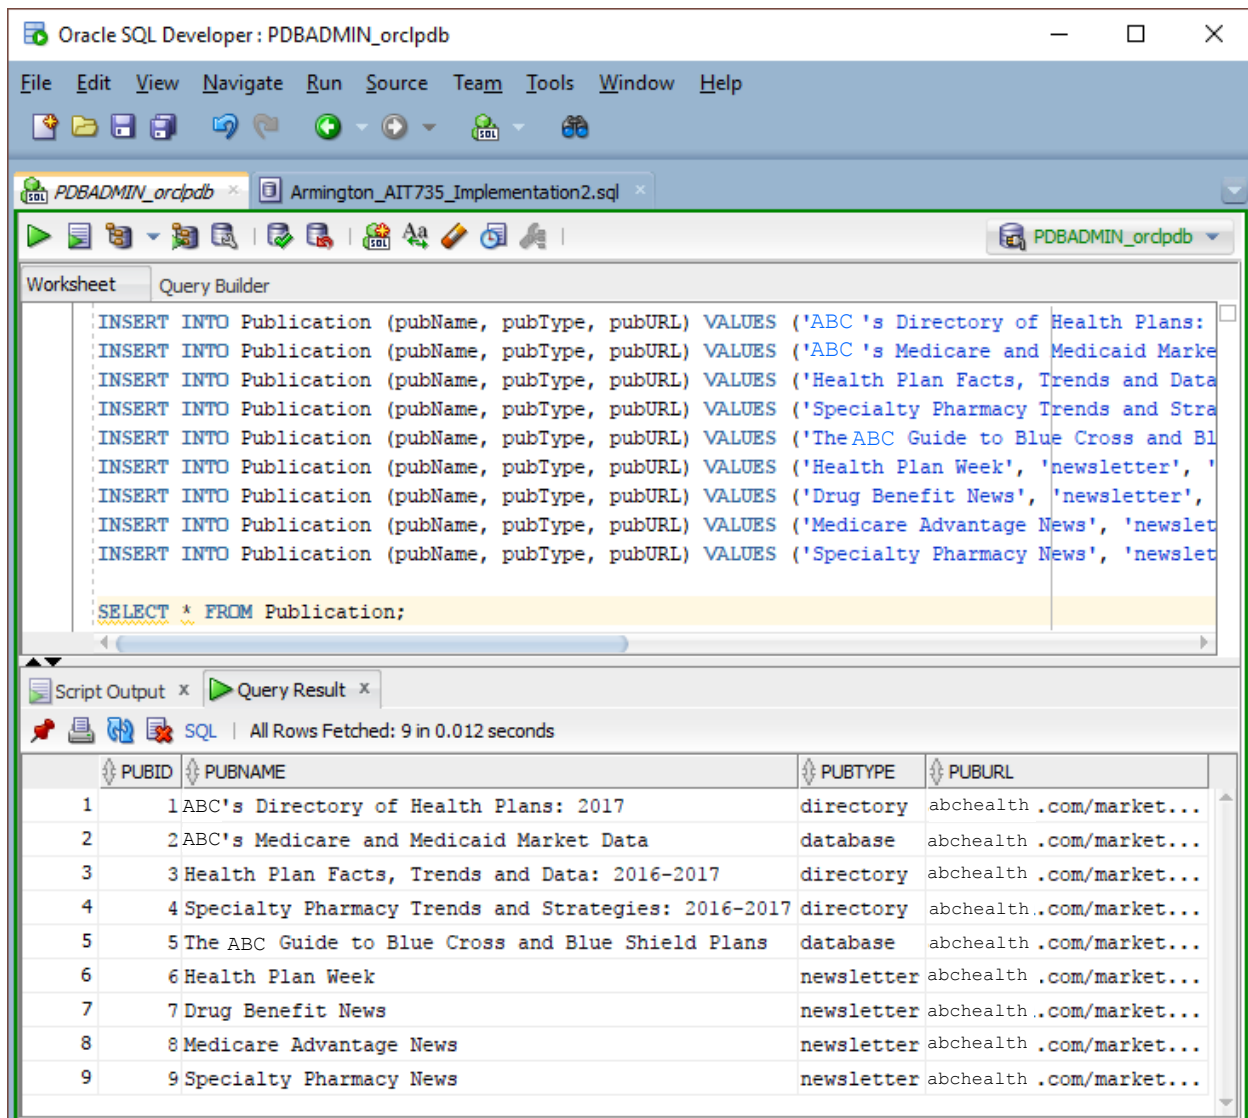 Oracle SQL Developer : PDBADMIN_orclpdb
File Edit View Navigate Run Source Team Tools Window Help
PDBADMIN_orclpdb Armington_AIT735_Implementation2.sql
PDBADMIN_orclpdb
Worksheet Query Builder
INSERT INTO Publication (pubName, pubType, pubURL) VALUES ('ABC 's Directory of Health Plans:
INSERT INTO Publication (pubName, pubType, pubURL) VALUES ('ABC 's Medicare and Medicaid Marke
INSERT INTO Publication (pubName, pubType, pubURL) VALUES ('Health Plan Facts, Trends and Data
INSERT INTO Publication (pubName, pubType, pubURL) VALUES ('Specialty Pharmacy Trends and Stra
INSERT INTO Publication (pubName, pubType, pubURL) VALUES ('The ABC Guide to Blue Cross and Bl
INSERT INTO Publication (pubName, pubType, pubURL) VALUES ('Health Plan Week', 'newsletter', '
INSERT INTO Publication (pubName, pubType, pubURL) VALUES ('Drug Benefit News', 'newsletter',
INSERT INTO Publication (pubName, pubType, pubURL) VALUES ('Medicare Advantage News', 'newslet
INSERT INTO Publication (pubName, pubType, pubURL) VALUES ('Specialty Pharmacy News', 'newslet
SELECT * FROM Publication;
Script Output x Query Result x
SQL | All Rows Fetched: 9 in 0.012 seconds
PUBID PUBNAME PUBTYPE PUBURL
1 1 ABC's Directory of Health Plans: 2017 directory abchealth .com/market...
2 2 ABC's Medicare and Medicaid Market Data database abchealth .com/market...
3 3 Health Plan Facts, Trends and Data: 2016-2017 directory abchealth .com/market...
4 4 Specialty Pharmacy Trends and Strategies: 2016-2017 directory abchealth .com/market...
5 5 The ABC Guide to Blue Cross and Blue Shield Plans database abchealth .com/market...
6 6 Health Plan Week newsletter abchealth .com/market...
7 7 Drug Benefit News newsletter abchealth .com/market...
8 8 Medicare Advantage News newsletter abchealth .com/market...
9 9 Specialty Pharmacy News newsletter abchealth .com/market...